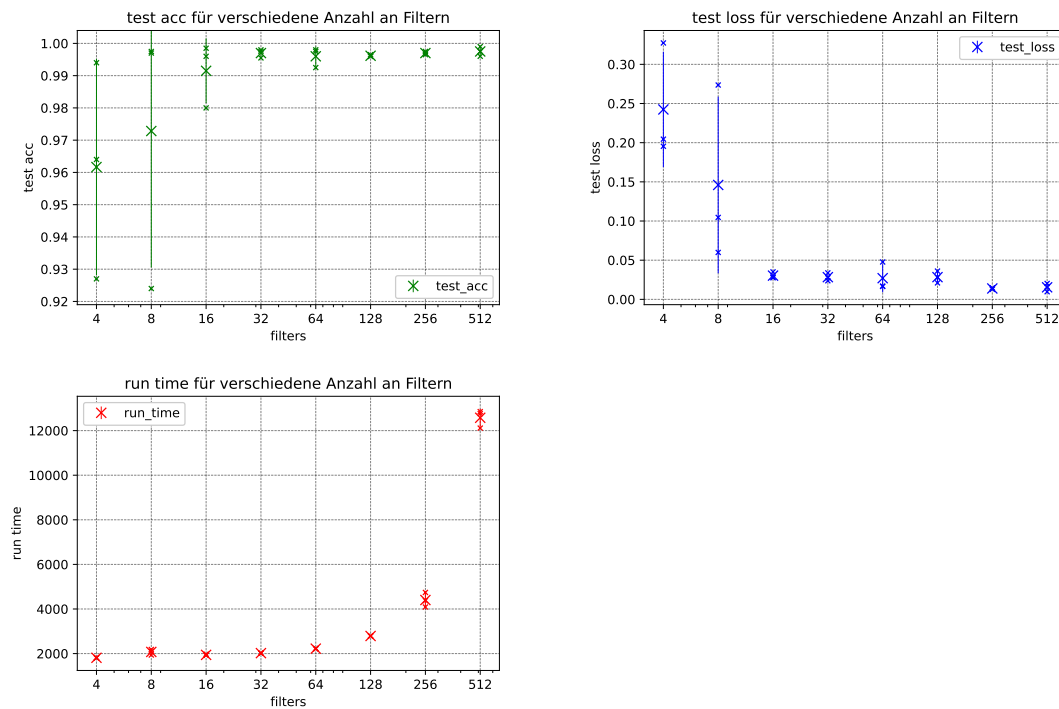 test acc für verschiedene Anzahl an Filtern
1.00
0.99
0.98
0.97
0.96
0.95
0.94
0.93
0.92
test acc
test_acc
4 8 16 32 64 128 256 512
filters
test loss für verschiedene Anzahl an Filtern
0.30
0.25
0.20
0.15
0.10
0.05
0.00
test loss
test_loss
4 8 16 32 64 128 256 512
filters
run time für verschiedene Anzahl an Filtern
run_time
12000
10000
8000
6000
4000
2000
run time
4 8 16 32 64 128 256 512
filters